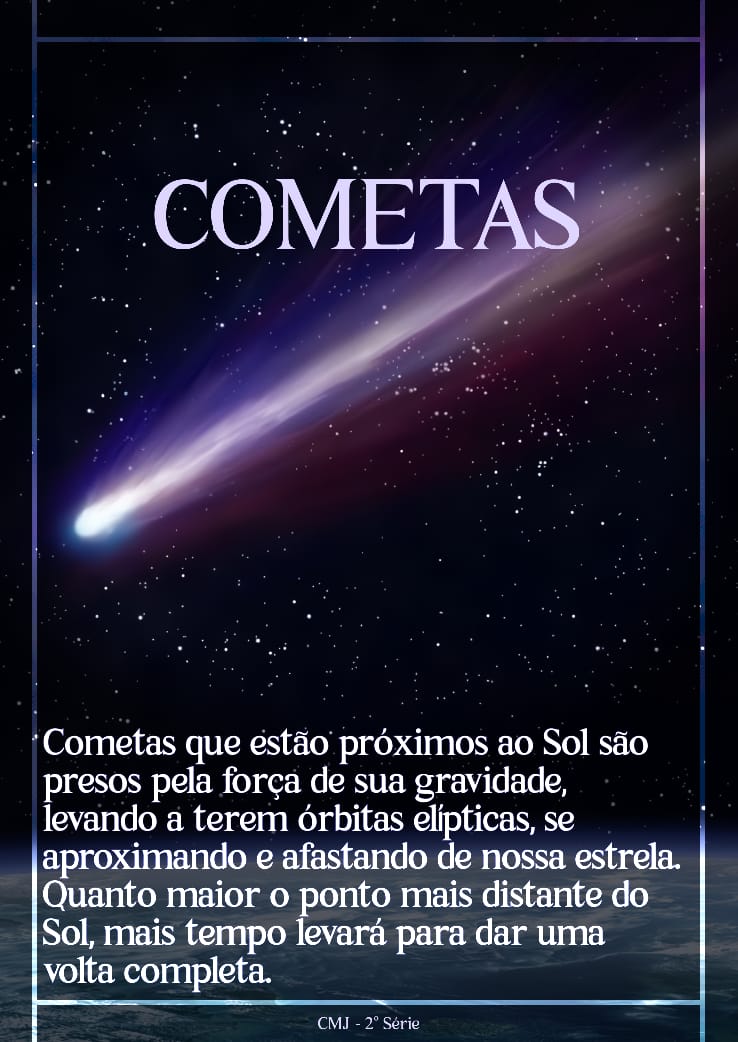 COMETAS
Cometas que estão próximos ao Sol são
presos pela força de sua gravidade,
levando a terem órbitas elípticas, se
aproximando e afastando de nossa estrela.
Quanto maior o ponto mais distante do
Sol, mais tempo levará para dar uma
volta completa.
CMJ - 2° Série